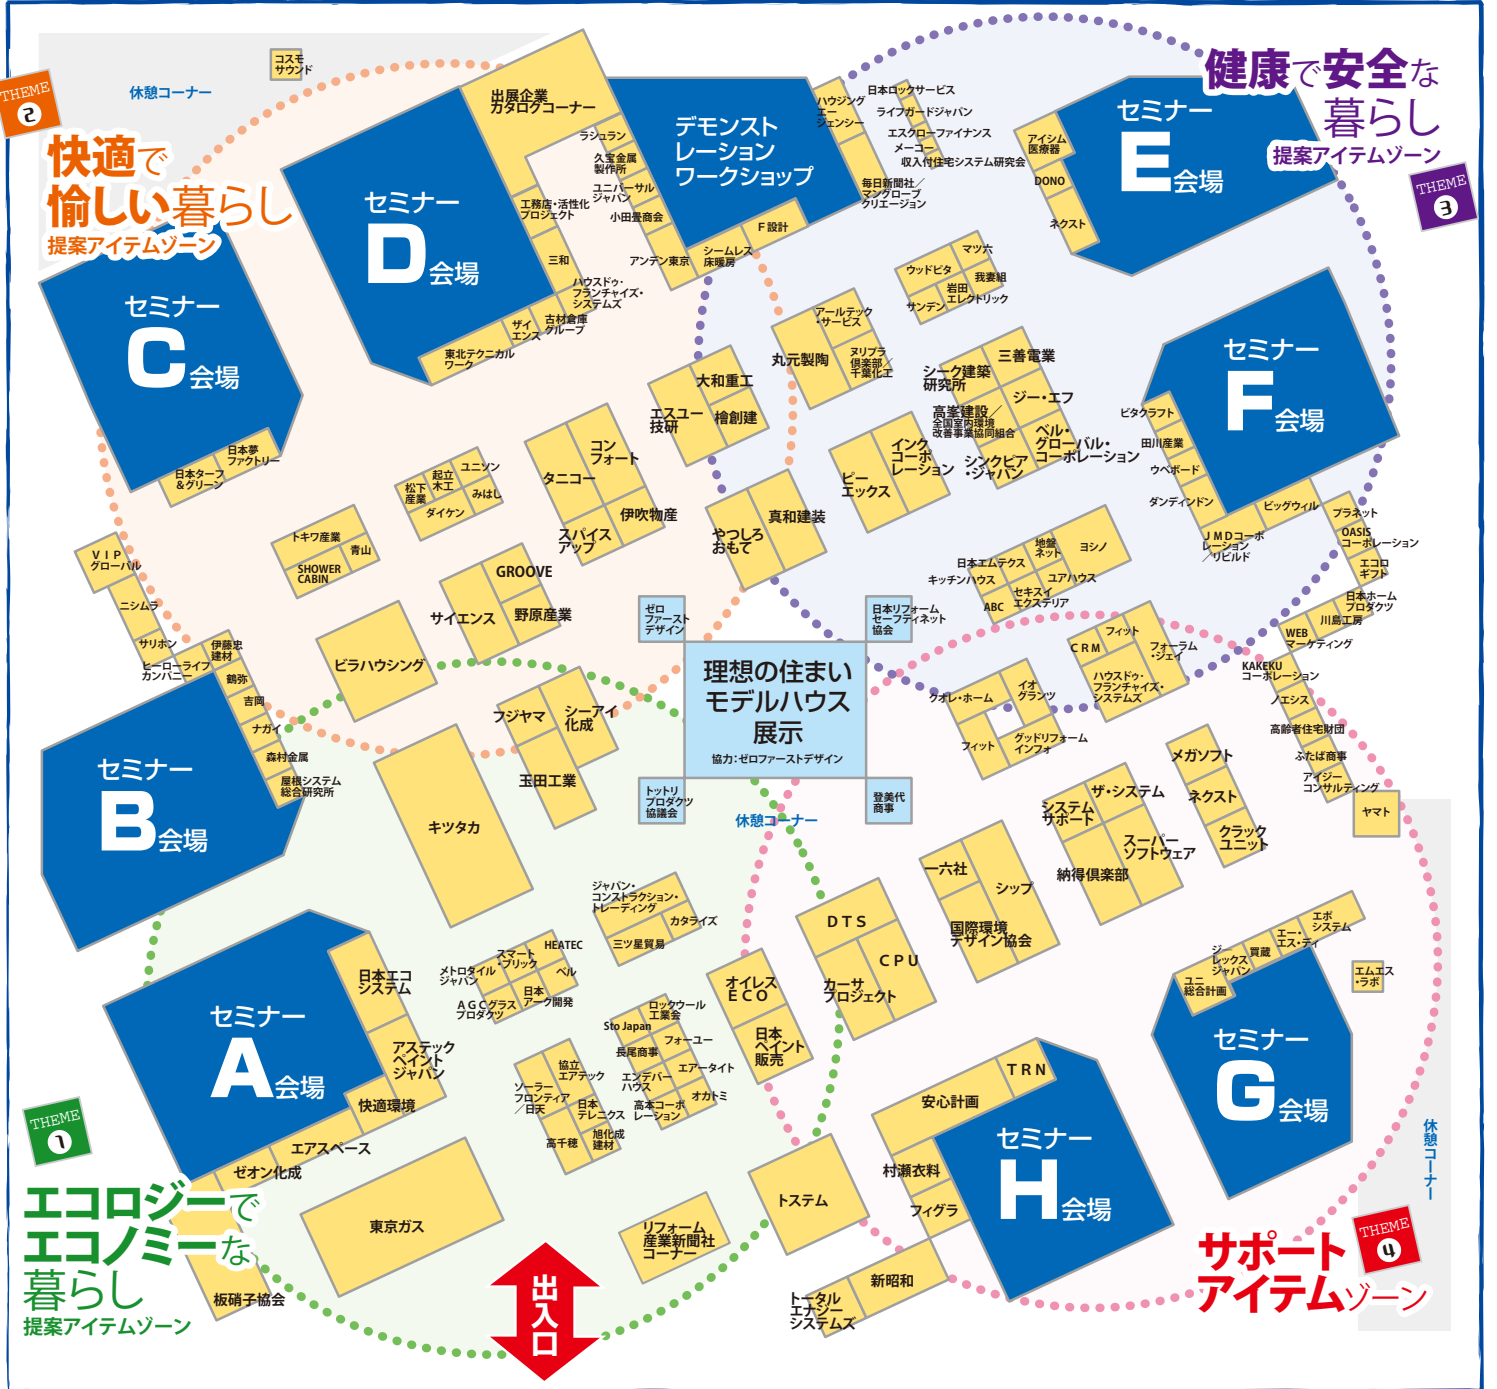 コスモ
サウンド
休憩コーナー
THEME
2
快適で
愉しい暮らし
提案アイテムゾーン
出展企業
カタログコーナー
ラシュラン
久宝金属
製作所
ユニバーサル
ジャパン
小田畳商会
アンデン東京
工務店・活性化
プロジェクト
三和
ハウスドゥ・
フランチャイズ・
システムズ
古材倉庫
グループ
ザイ
エンス
東北テクニカル
ワーク
セミナー
D会場
セミナー
C会場
日本夢
ファクトリー
日本ターフ
&グリーン
デモンスト
レーション
ワークショップ
F設計
シームレス
床暖房
ハウジング
エー
ジェンシー
日本ロックサービス
ライフガードジャパン
エスクローファイナンス
メーコー
収入付住宅システム研究会
毎日新聞社／
マングローブ
クリエーション
健康で安全な
暮らし
提案アイテムゾーン
THEME
3
セミナー
E会場
アイシム
医療器
DONO
ネクスト
マツ六
ウッドピタ
我妻組
岩田
エレクトリック
サンデン
アールテック
・サービス
丸元製陶
ヌリプラ
倶楽部／
千葉化工
三善電業
シーク建築
研究所
ジー・エフ
高峯建設／
全国室内環境
改善事業協同組合
ベル・
グローバル・
コーポレーション
シンクピア
・ジャパン
インク
コーポ
レーション
ピー
エックス
大和重工
エスユー
技研
檜創建
コン
フォート
タニコー
伊吹物産
スパイス
アップ
真和建装
やつしろ
おもて
ユニソン
起立
木工
松下
産業
みはし
ダイケン
トキワ産業
青山
SHOWER
CABIN
GROOVE
サイエンス
野原産業
ビラハウシング
セミナー
F会場
ビタクラフト
田川産業
ウベボード
ダンディンドン
JMDコーポ
レーション
／リビルド
ビッグウィル
プラネット
OASIS
コーポレーション
エコロ
ギフト
日本ホーム
プロダクツ
川島工房
WEB
マーケティング
KAKEKU
コーポレーション
ノエシス
高齢者住宅財団
ふたば商事
アイジー
コンサルティング
ヤマト
地盤
ネット
ヨシノ
日本エムテクス
キッチンハウス
ユアハウス
セキスイ
エクステリア
ABC
VIP
グローバル
ニシムラ
サリホン
ヒーローライフ
カンパニー
伊藤忠
建材
鶴弥
吉岡
ナガイ
森村金属
屋根システム
総合研究所
セミナー
B会場
ゼロ
ファースト
デザイン
日本リフォーム
セーフティネット
協会
理想の住まい
モデルハウス
展示
協力：ゼロファーストデザイン
トットリ
プロダクツ
協議会
登美代
商事
休憩コーナー
フジヤマ
シーアイ
化成
玉田工業
キツタカ
フィット
CRM
フォーラム
・ジェイ
ハウスドゥ・
フランチャイズ・
システムズ
クオレ・ホーム
イオ
グランツ
フィット
グッドリフォーム
インフォ
メガソフト
ネクスト
クラック
ユニット
ザ・システム
システム
サポート
スーパー
ソフトウェア
納得倶楽部
一六社
シップ
国際環境
デザイン協会
DTS
CPU
カーサ
プロジェクト
ジャパン・
コンストラクション・
トレーディング
カタライズ
三ツ星貿易
HEATEC
スマート
・ブリック
メトロタイル
ジャパン
ベル
日本
アーク開発
AGCグラス
プロダクツ
オイレス
ECO
日本
ペイント
販売
ロックウール
工業会
Sto Japan
フォーユー
長尾商事
エアータイト
エンデバー
ハウス
オカトミ
高本コーポ
レーション
協立
エアテック
ソーラー
フロンティア
／日天
日本
テレニクス
高千穂
旭化成
建材
セミナー
A会場
日本エコ
システム
アステック
ペイント
ジャパン
快適環境
エアスペース
ゼオン化成
板硝子協会
東京ガス
THEME
1
エコロジーで
エコノミーな
暮らし
提案アイテムゾーン
リフォーム
産業新聞社
コーナー
出入口
トステム
エポ
システム
エー・
エス・ディ
買蔵
ジ
レックス
ジャパン
ユニ
総合計画
エムエス
・ラボ
セミナー
G会場
TRN
安心計画
村瀬衣料
フィグラ
セミナー
H会場
新昭和
トータル
エナジー
システムズ
休憩コーナー
THEME
4
サポート
アイテムゾーン